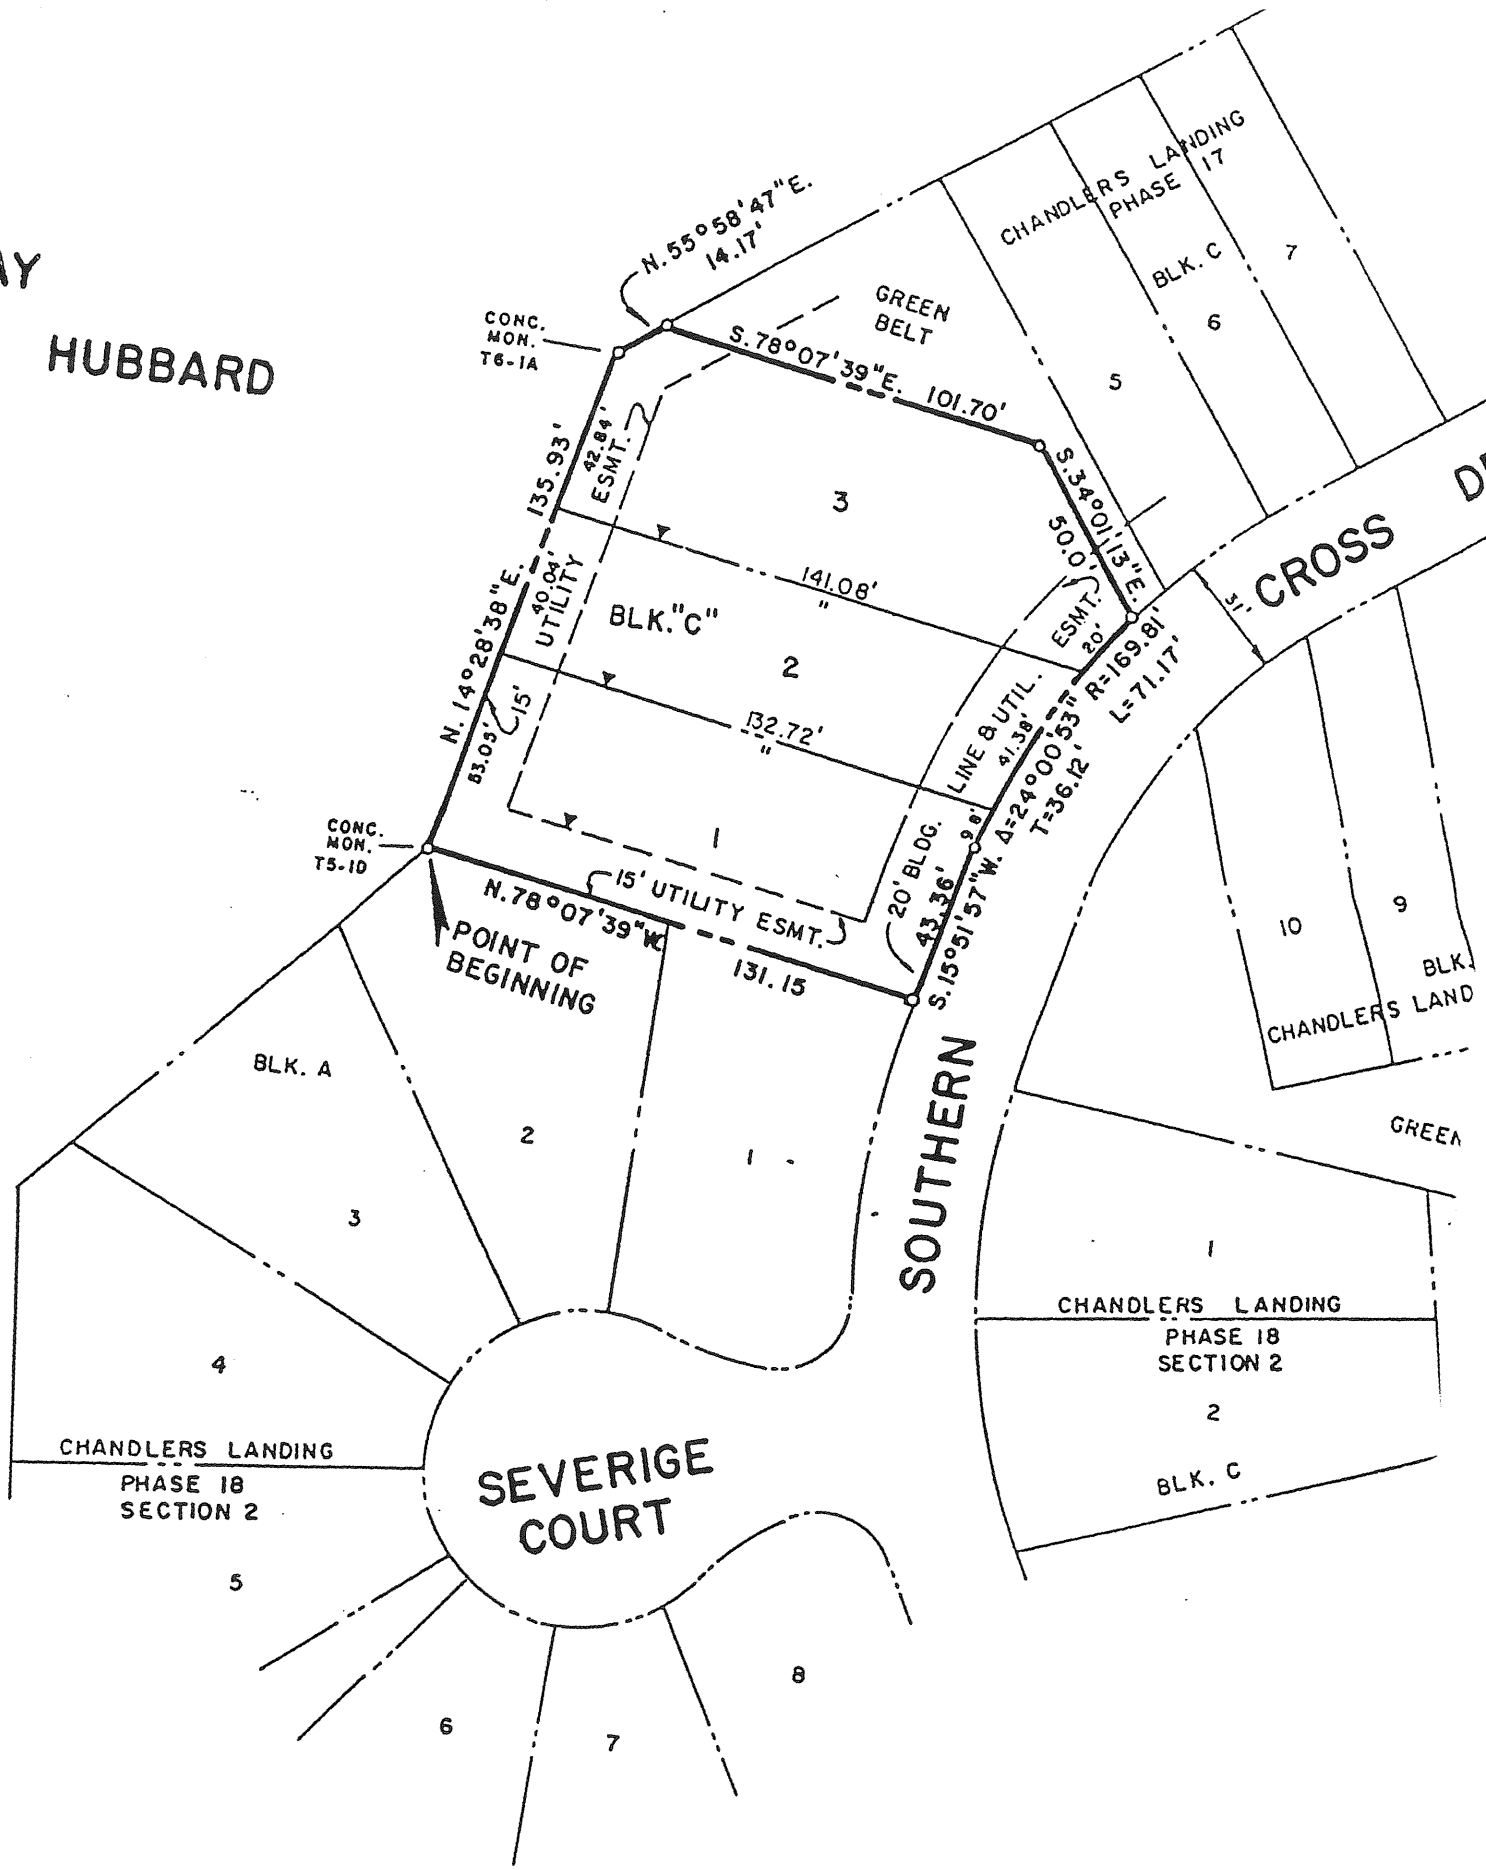 AY
HUBBARD
N. 55°58'47"E.
14.17'
CONC.
MON.
T6-1A
GREEN
BELT
CHANDLERS LANDING
PHASE 17
BLK. C
7
6
5
S. 78°07'39"E. 101.70'
S. 34°01'13"E.
50.0'
135.93'
N. 14°28'38"E.
42.84'
ESMT.
40.04'
UTILITY
15'
53.05'
3
141.08'
"
BLK. "C"
2
132.72'
"
1
CROSS
31'
20' BLDG. LINE & UTIL. ESMT.
20'
41.38'
9.8'
R=169.81'
L=71.17'
Δ=24°00'53"
T=36.12'
43.36'
S. 15°51'57"W.
CONC.
MON.
T5-1D
15' UTILITY ESMT.
N. 78°07'39"W.
131.15
POINT OF
BEGINNING
10
9
BLK.
CHANDLERS LAND
GREEN
BLK. A
2
1
3
4
SOUTHERN
1
CHANDLERS LANDING
PHASE 18
SECTION 2
2
BLK. C
CHANDLERS LANDING
PHASE 18
SECTION 2
SEVERIGE
COURT
5
6
7
8